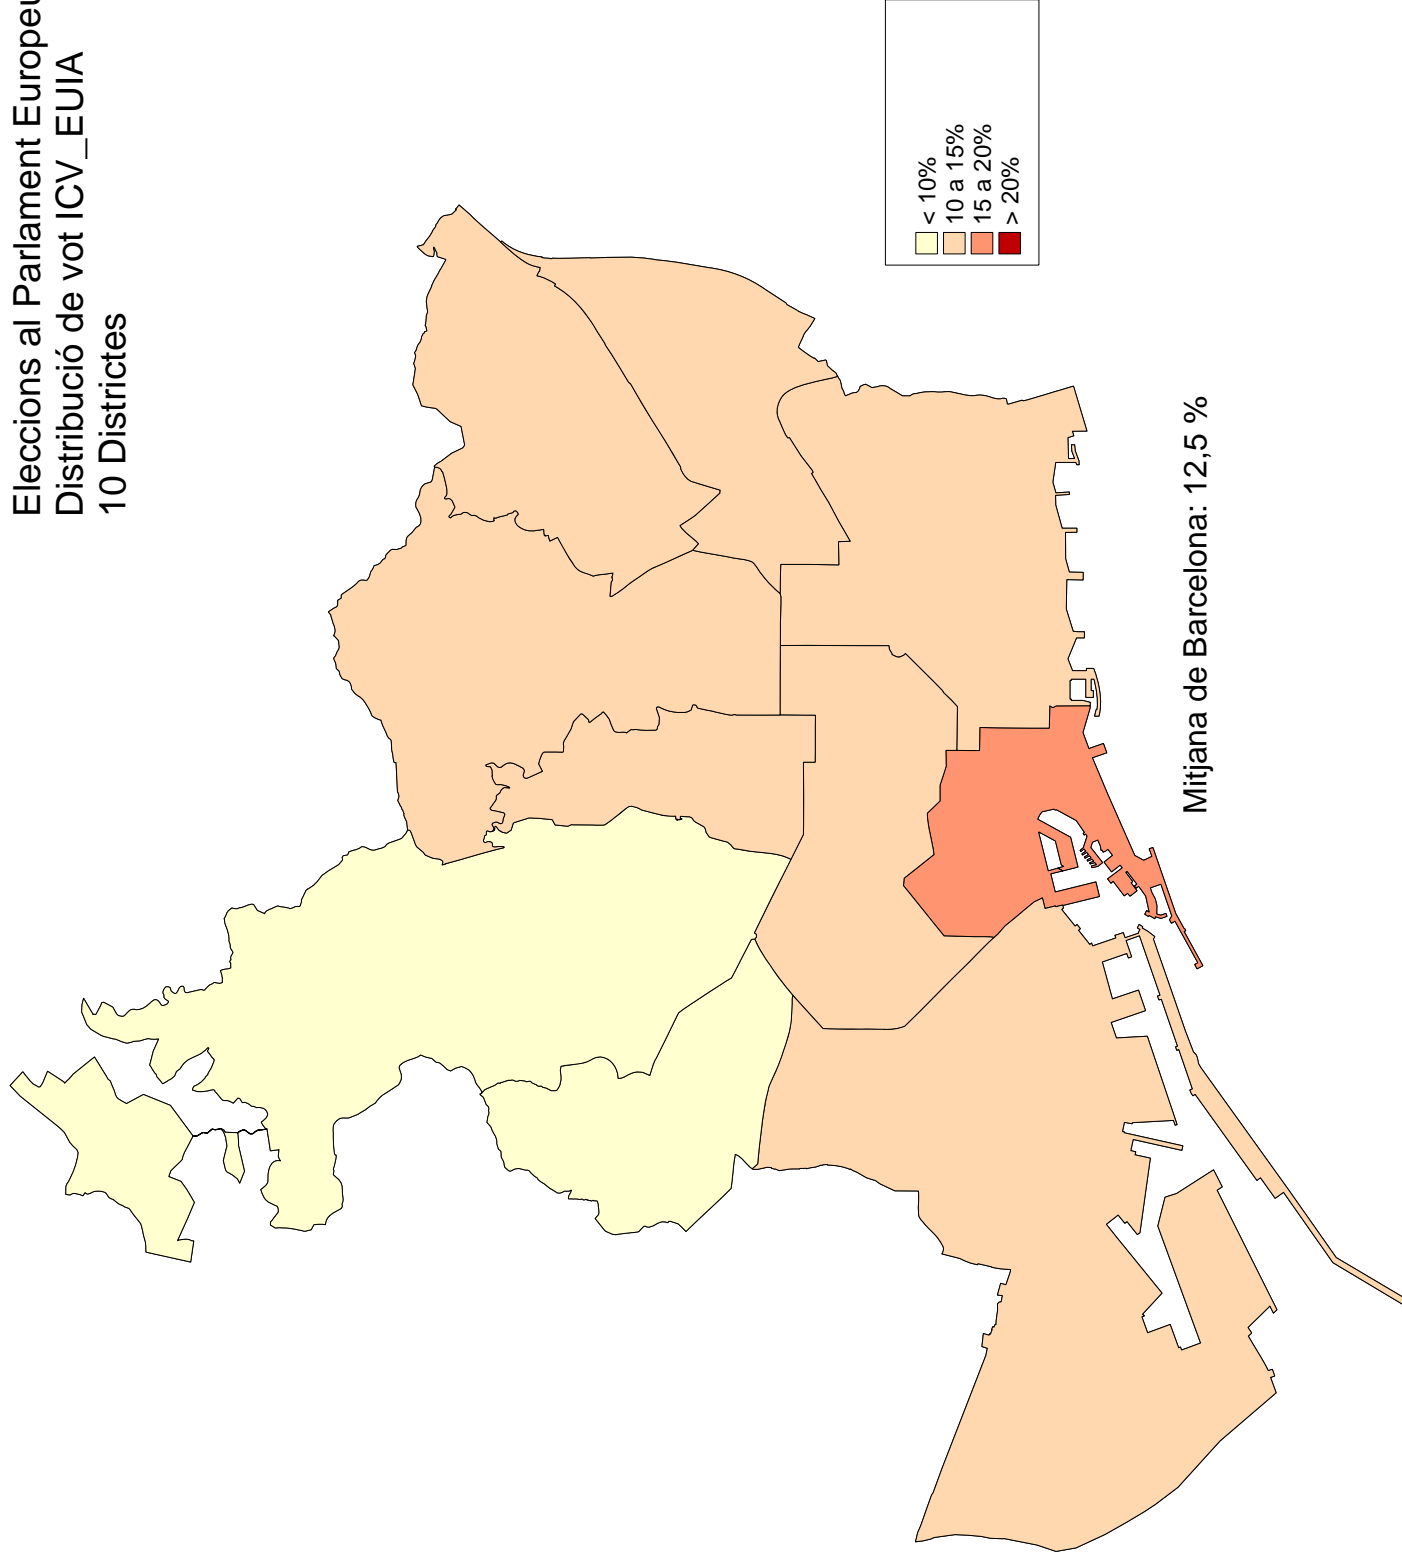 Eleccions al Parlament Europeu
Distribució de vot ICV_EUIA
10 Districtes
< 10%
10 a 15%
15 a 20%
> 20%
Mitjana de Barcelona: 12,5 %